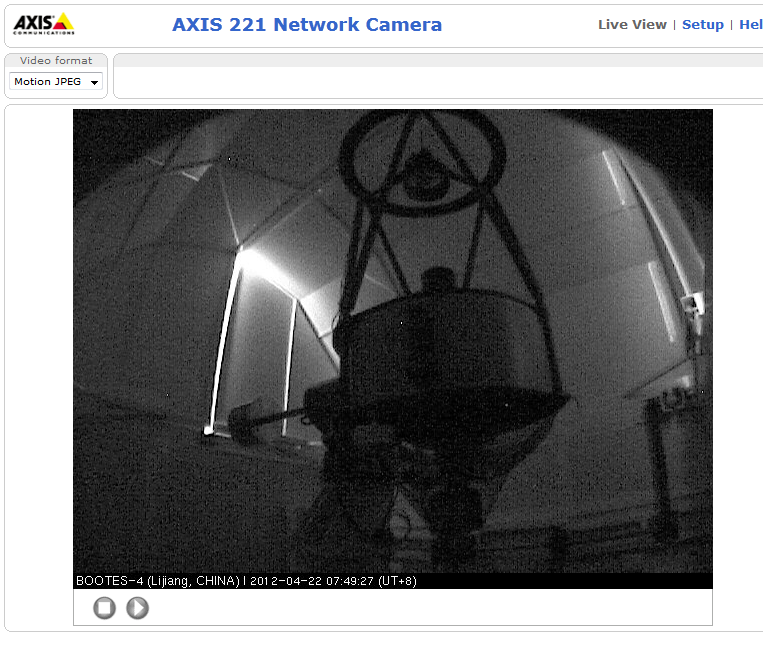 AXIS
COMMUNICATIONS
AXIS 221 Network Camera
Live View | Setup | Hel
Video format
Motion JPEG
BOOTES-4 (Lijiang, CHINA) | 2012-04-22 07:49:27 (UT+8)